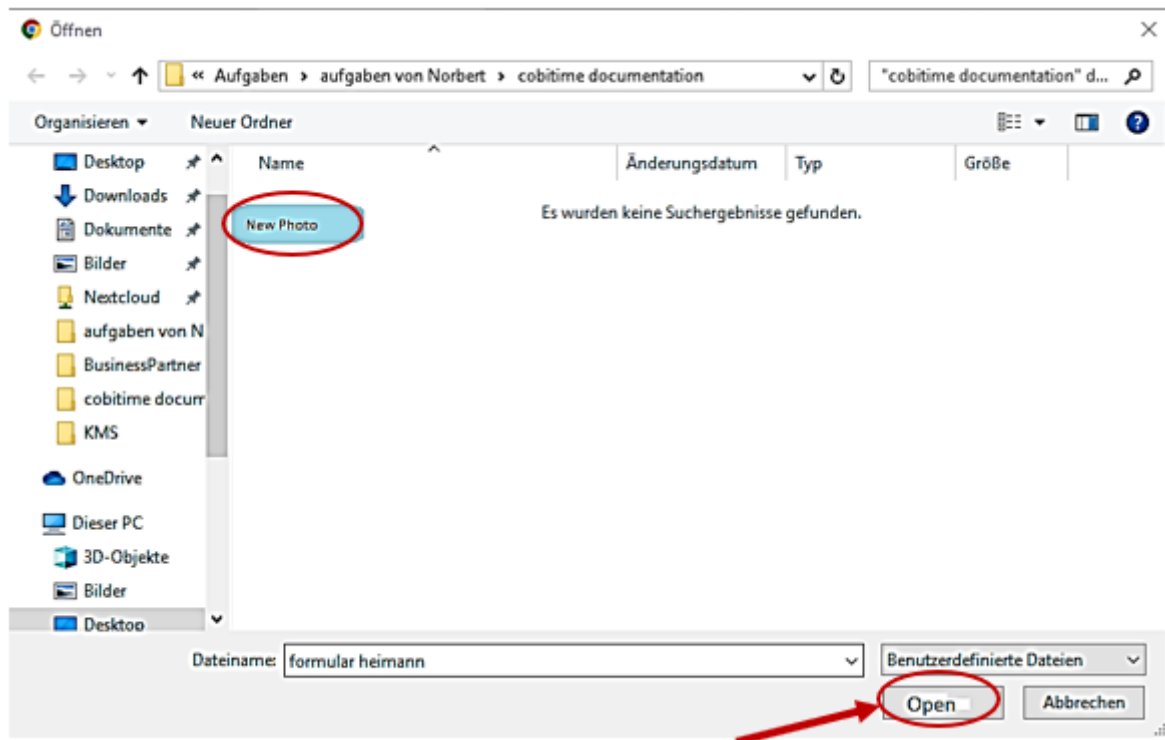 Öffnen
« Aufgaben › aufgaben von Norbert › cobitime documentation
"cobitime documentation" d...
Organisieren
Neuer Ordner
Name
Änderungsdatum
Typ
Größe
Desktop
Downloads
Dokumente
Bilder
Nextcloud
aufgaben von N
BusinessPartner
cobitime docum
KMS
OneDrive
Dieser PC
3D-Objekte
Bilder
Desktop
New Photo
Es wurden keine Suchergebnisse gefunden.
Dateiname: formular heimann
Benutzerdefinierte Dateien
Open
Abbrechen